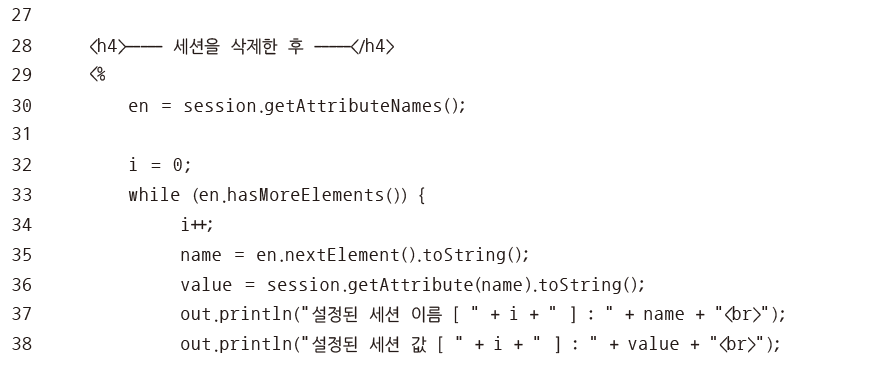 27
28 <h4>---- 세션을 삭제한 후 -----</h4>
29 <%
30 en = session.getAttributeNames();
31
32 i = 0;
33 while (en.hasMoreElements()) {
34 i++;
35 name = en.nextElement().toString();
36 value = session.getAttribute(name).toString();
37 out.println("설정된 세션 이름 [ " + i + " ] : " + name + "<br>");
38 out.println("설정된 세션 값 [ " + i + " ] : " + value + "<br>");